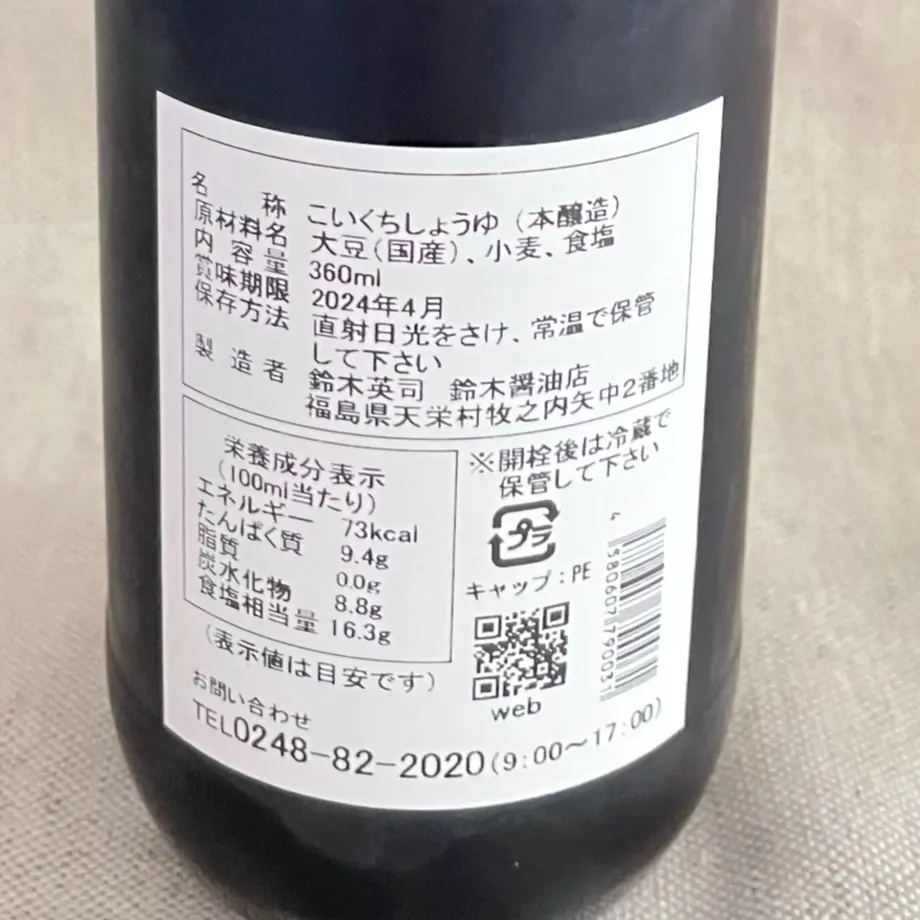 名称 こいくちしょうゆ（本醸造）
原材料名 大豆（国産）、小麦、食塩
内容量 360ml
賞味期限 2024年4月
保存方法 直射日光をさけ、常温で保管
して下さい
製造者 鈴木英司 鈴木醤油店
福島県天栄村牧之内矢中2番地
栄養成分表示
（100ml当たり）
エネルギー 73kcal
たんぱく質 9.4g
脂質 0.0g
炭水化物 8.8g
食塩相当量 16.3g
（表示値は目安です）
※開栓後は冷蔵で
保管して下さい
プラ
キャップ：PE
web
4 580607 790031
お問い合わせ
TEL0248-82-2020(9:00〜17:00)